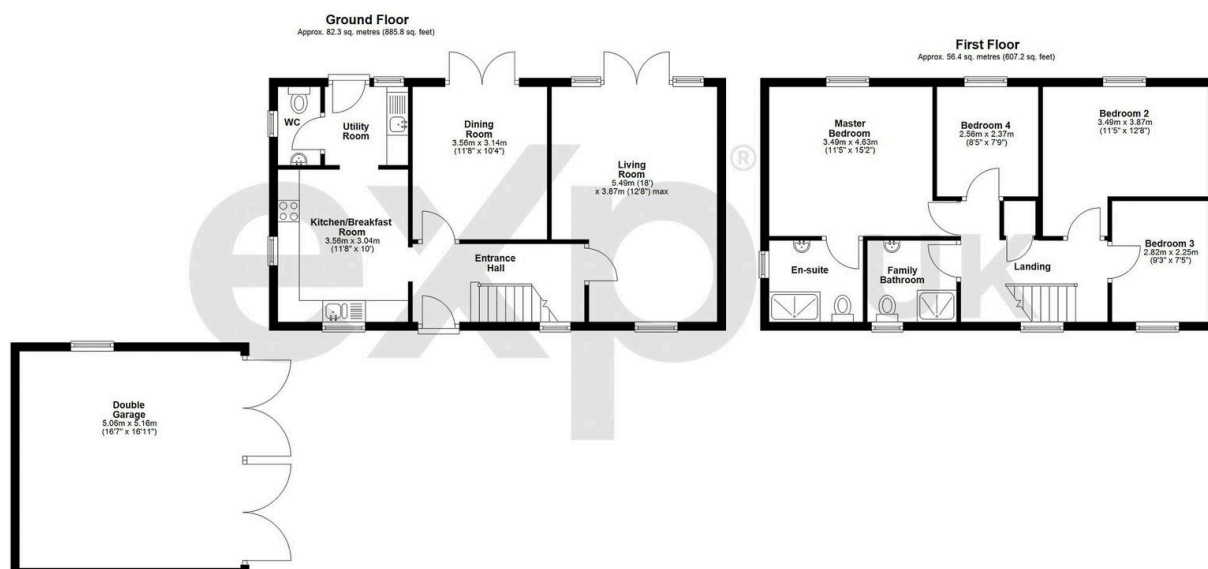 Ground Floor
Approx. 82.3 sq. metres (885.8 sq. feet)
WC
Utility
Room
Dining
Room
3.56m x 3.14m
(11'8" x 10'4")
Living
Room
5.49m (18')
x 3.87m (12'8") max
Kitchen/Breakfast
Room
3.56m x 3.04m
(11'8" x 10')
Entrance
Hall
Double
Garage
5.06m x 5.16m
(16'7" x 16'11")
First Floor
Approx. 56.4 sq. metres (607.2 sq. feet)
Master
Bedroom
3.49m x 4.63m
(11'5" x 15'2")
Bedroom 4
2.56m x 2.37m
(8'5" x 7'9")
Bedroom 2
3.49m x 3.87m
(11'5" x 12'8")
Bedroom 3
2.82m x 2.25m
(9'3" x 7'5")
En-suite
Family
Bathroom
Landing
exp® uk